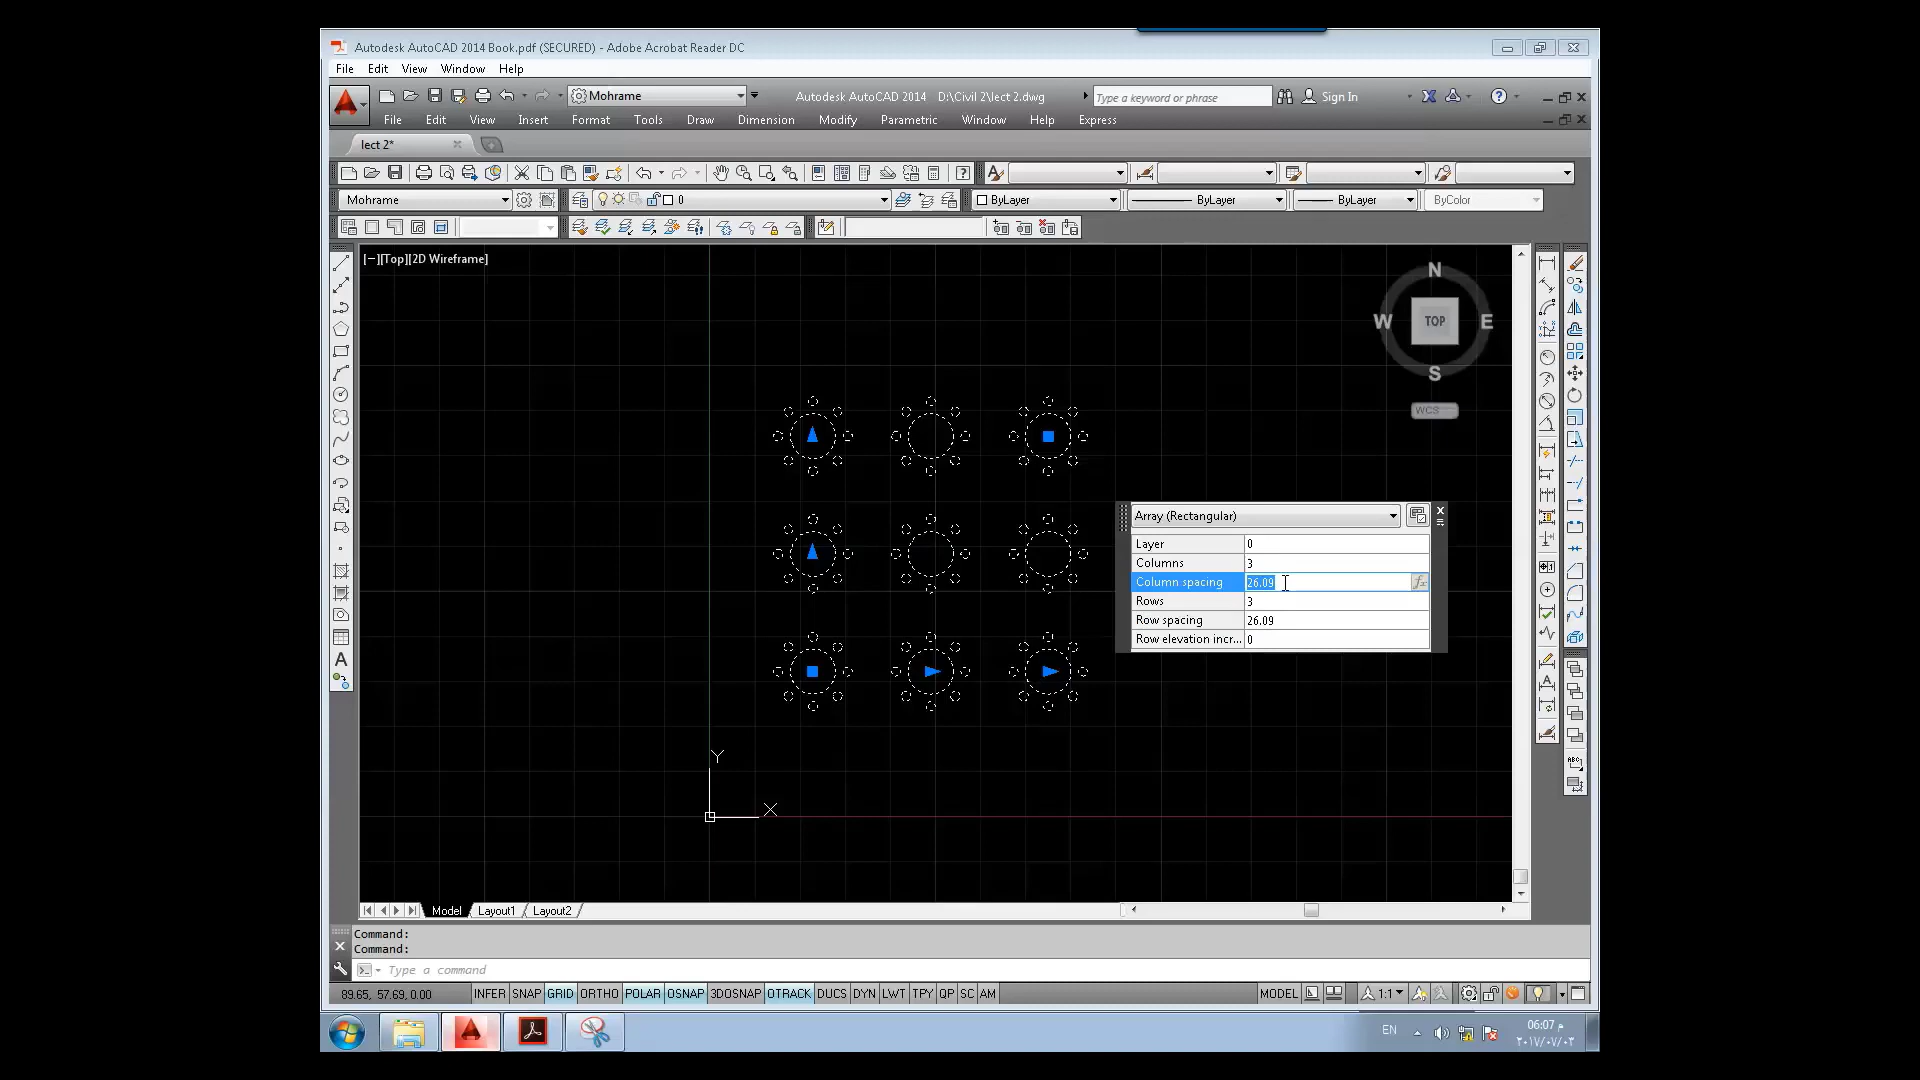 Autodesk AutoCAD 2014 Book.pdf (SECURED) - Adobe Acrobat Reader DC
File Edit View Window Help
Mohrame Autodesk AutoCAD 2014 D:\Civil 2\lect 2.dwg Type a keyword or phrase Sign In
File Edit View Insert Format Tools Draw Dimension Modify Parametric Window Help Express
lect 2*
Mohrame 0 ByLayer ByLayer ByLayer ByColor
[−][Top][2D Wireframe]
N
W TOP E
S
WCS
Array (Rectangular)
Layer 0
Columns 3
Column spacing 26.09
Rows 3
Row spacing 26.09
Row elevation incr... 0
A
ABC
Y
X
Model Layout1 Layout2
Command:
Command:
Type a command
89.65, 57.69, 0.00 INFER SNAP GRID ORTHO POLAR OSNAP 3DOSNAP OTRACK DUCS DYN LWT TPY QP SC AM MODEL 1:1
EN 06:07 م
٢٠١٧/٠٧/٠٣